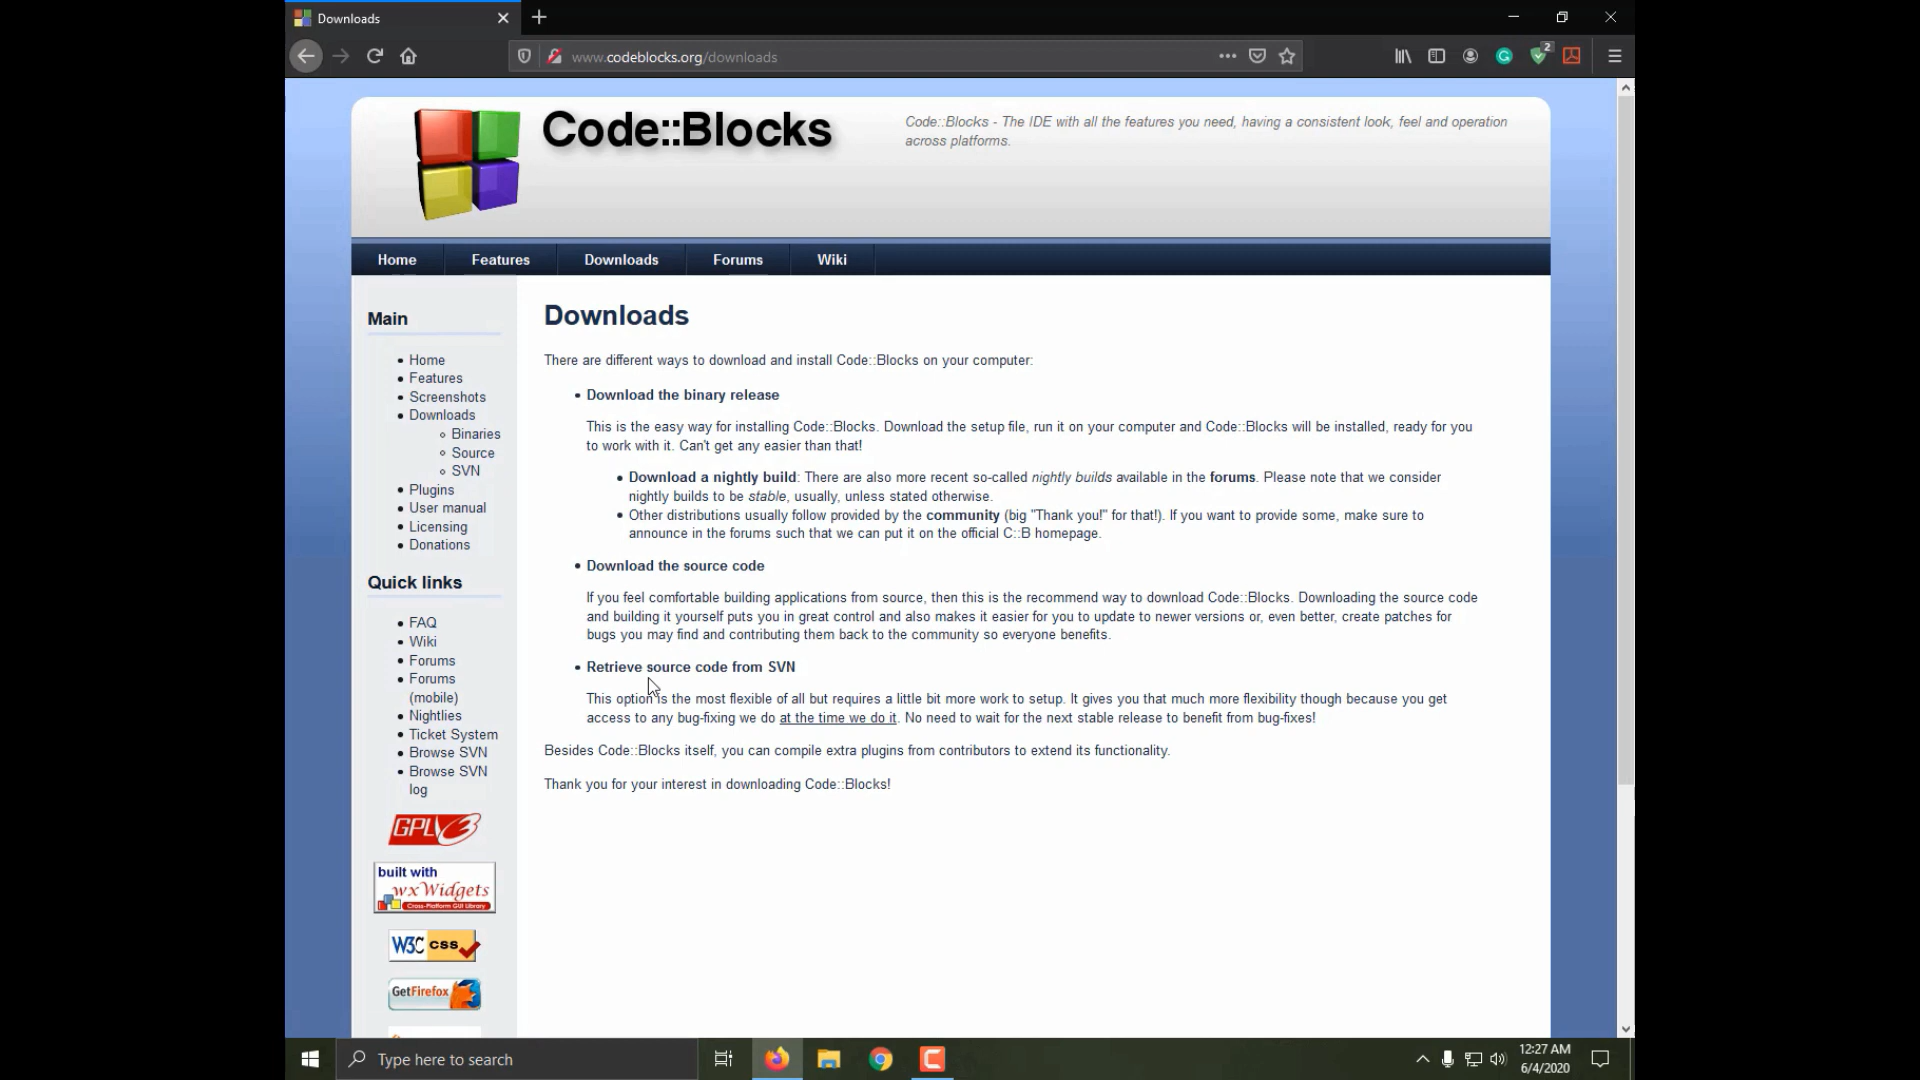 Downloads
www.codeblocks.org/downloads
2
Code::Blocks
Code::Blocks - The IDE with all the features you need, having a consistent look, feel and operation
across platforms.
Home
Features
Downloads
Forums
Wiki
Main
Home
Features
Screenshots
Downloads
Binaries
Source
SVN
Plugins
User manual
Licensing
Donations
Quick links
FAQ
Wiki
Forums
Forums
(mobile)
Nightlies
Ticket System
Browse SVN
Browse SVN
log
GPLv3
built with
wxWidgets
Cross-Platform GUI Library
W3C css
GetFirefox
Downloads
There are different ways to download and install Code::Blocks on your computer:
Download the binary release
This is the easy way for installing Code::Blocks. Download the setup file, run it on your computer and Code::Blocks will be installed, ready for you
to work with it. Can't get any easier than that!
Download a nightly build: There are also more recent so-called nightly builds available in the forums. Please note that we consider
nightly builds to be stable, usually, unless stated otherwise.
Other distributions usually follow provided by the community (big "Thank you!" for that!). If you want to provide some, make sure to
announce in the forums such that we can put it on the official C::B homepage.
Download the source code
If you feel comfortable building applications from source, then this is the recommend way to download Code::Blocks. Downloading the source code
and building it yourself puts you in great control and also makes it easier for you to update to newer versions or, even better, create patches for
bugs you may find and contributing them back to the community so everyone benefits.
Retrieve source code from SVN
This option is the most flexible of all but requires a little bit more work to setup. It gives you that much more flexibility though because you get
access to any bug-fixing we do at the time we do it. No need to wait for the next stable release to benefit from bug-fixes!
Besides Code::Blocks itself, you can compile extra plugins from contributors to extend its functionality.
Thank you for your interest in downloading Code::Blocks!
Type here to search
12:27 AM
6/4/2020